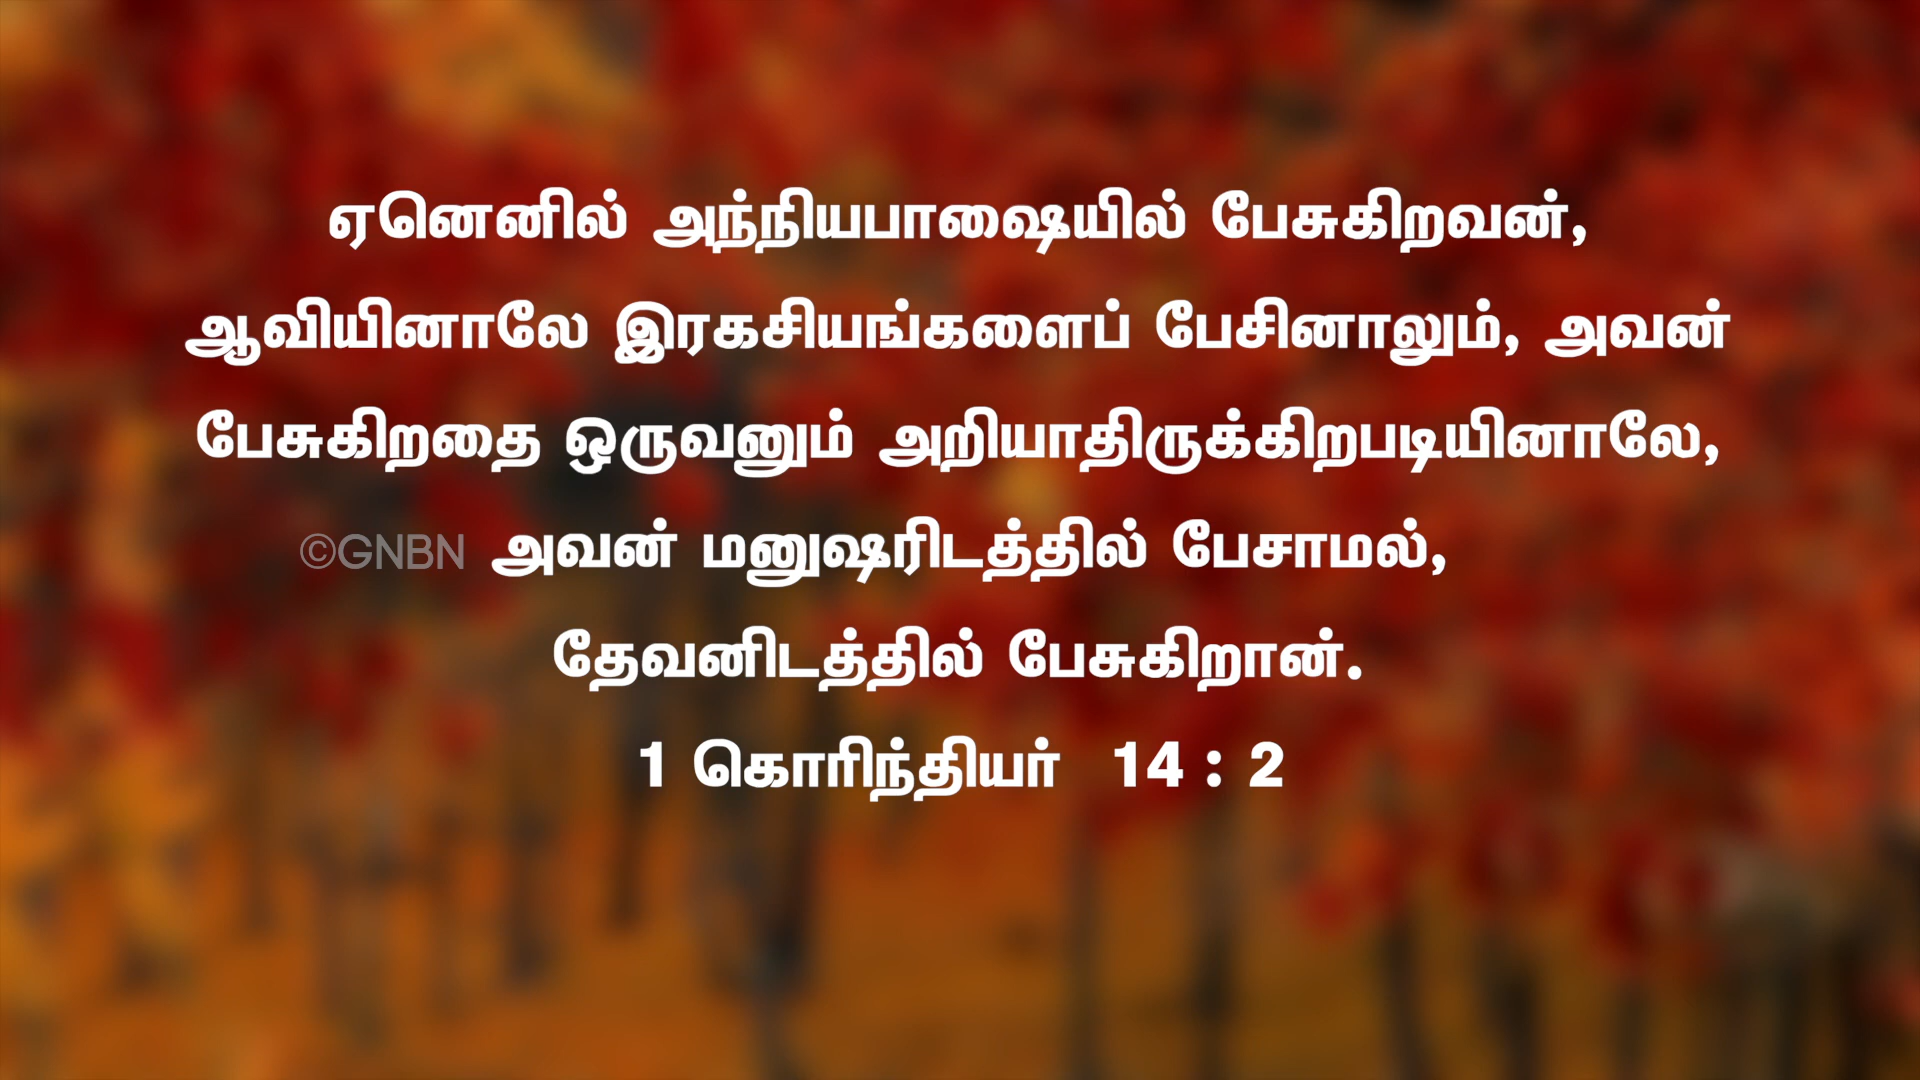 ஏனெனில் அந்நியபாஷையில் பேசுகிறவன்,
ஆவியினாலே இரகசியங்களைப் பேசினாலும், அவன்
பேசுகிறதை ஒருவனும் அறியாதிருக்கிறபடியினாலே,
©GNBN அவன் மனுஷரிடத்தில் பேசாமல்,
தேவனிடத்தில் பேசுகிறான்.
1 கொரிந்தியர் 14 : 2